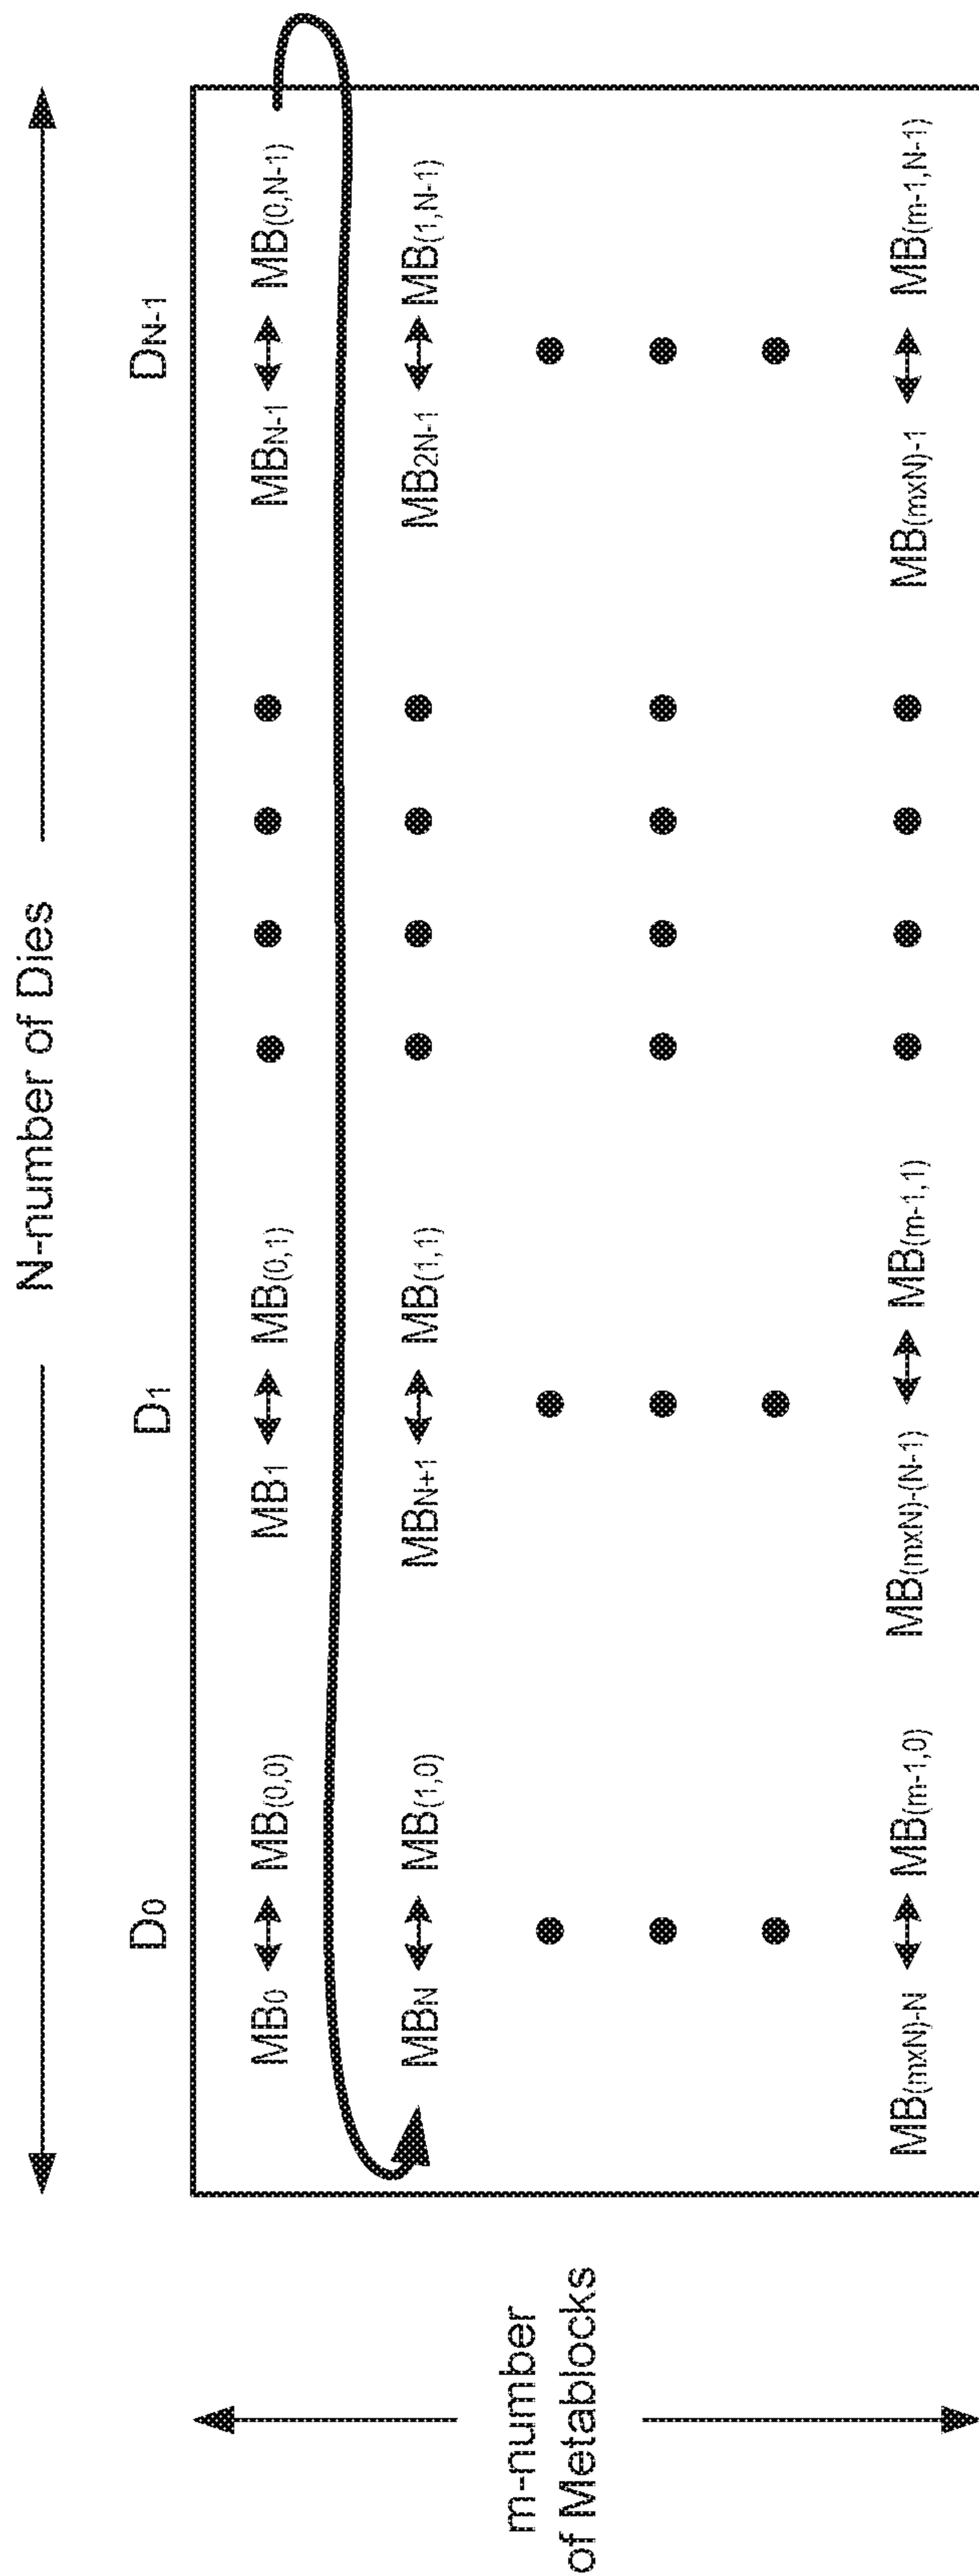 N-number of Dies
D0 D1 DN-1
m-number
of Metablocks
MB0 MB(0,0) MB1 MB(0,1) MBN-1 MB(0,N-1)
MBN MB(1,0) MBN+1 MB(1,1) MB2N-1 MB(1,N-1)
MB(mxN)-N MB(m-1,0) MB(mxN)-(N-1) MB(m-1,1) MB(mxN)-1 MB(m-1,N-1)